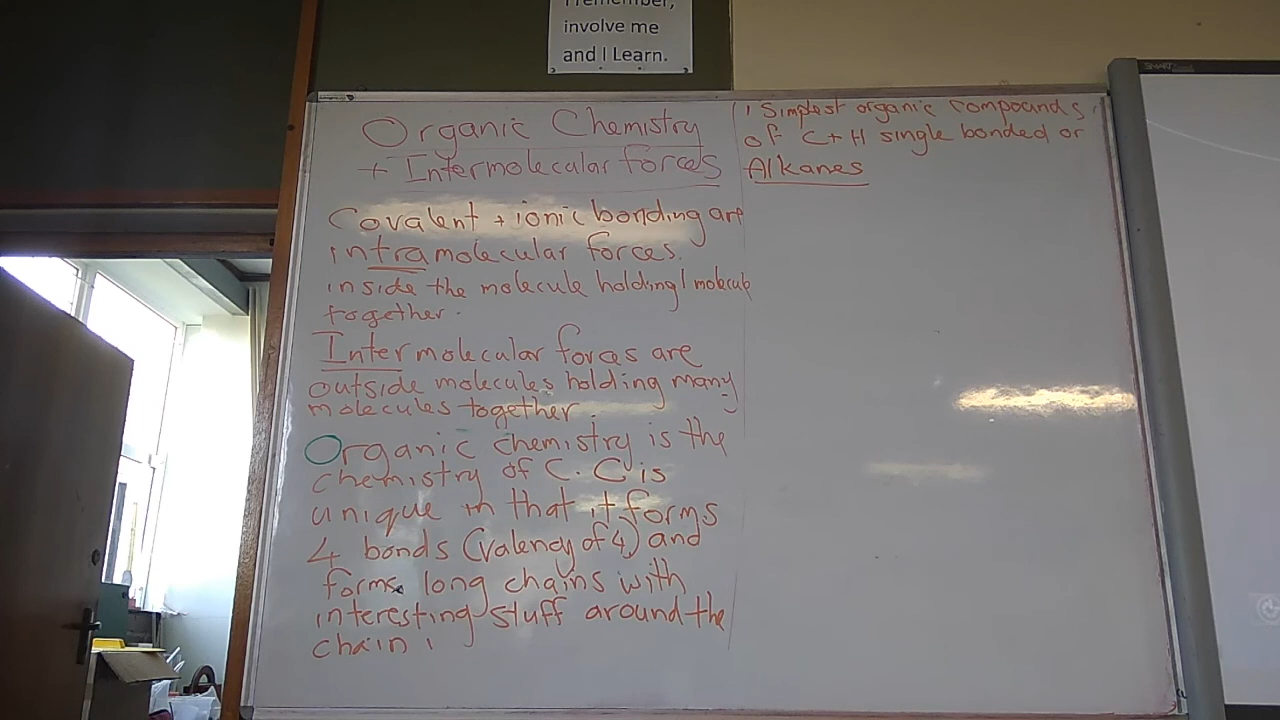 I remember,
involve me
and I Learn.
SMART
Organic Chemistry
+ Intermolecular forces
Covalent + ionic bonding are
intramolecular forces.
inside the molecule holding 1 molecule
together.
Intermolecular forces are
outside molecules holding many
molecules together.
Organic chemistry is the
chemistry of C. C is
unique in that it forms
4 bonds (valency of 4) and
forms long chains with
interesting stuff around the
chain.
1 Simplest organic compounds,
of C + H single bonded or
Alkanes